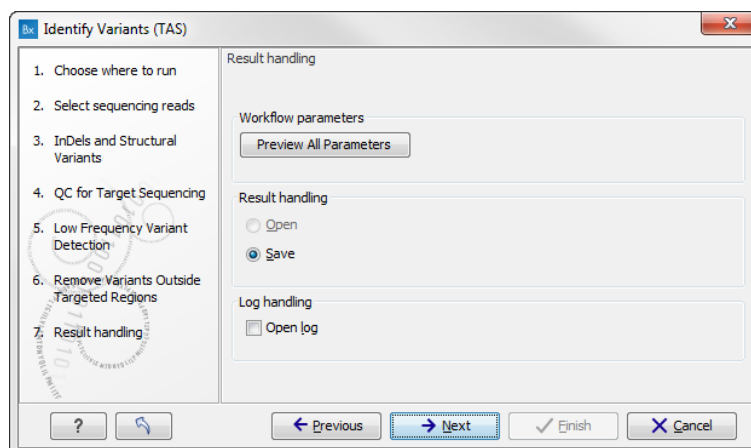 Bx Identify Variants (TAS)
X
1. Choose where to run
2. Select sequencing reads
3. InDels and Structural
Variants
4. QC for Target Sequencing
5. Low Frequency Variant
Detection
6. Remove Variants Outside
Targeted Regions
7. Result handling
Result handling
Workflow parameters
Preview All Parameters
Result handling
Open
Save
Log handling
Open log
?
Previous
Next
Finish
Cancel